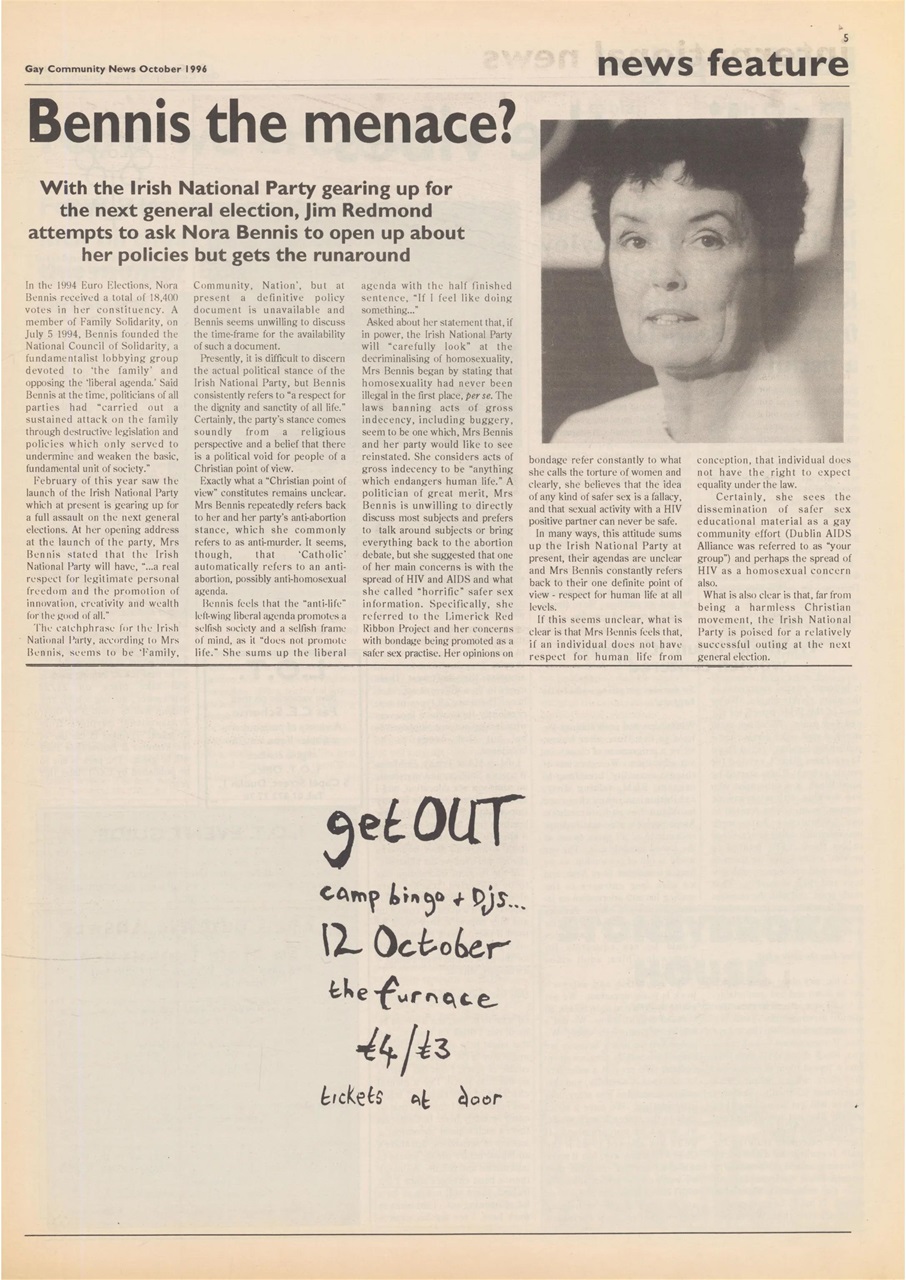 5
Gay Community News October 1996
news feature
Bennis the menace?
With the Irish National Party gearing up for
the next general election, Jim Redmond
attempts to ask Nora Bennis to open up about
her policies but gets the runaround
In the 1994 Euro Elections, Nora
Bennis received a total of 18,400
votes in her constituency. A
member of Family Solidarity, on
July 5 1994, Bennis founded the
National Council of Solidarity, a
fundamentalist lobbying group
devoted to 'the family' and
opposing the 'liberal agenda.' Said
Bennis at the time, politicians of all
parties had "carried out a
sustained attack on the family
through destructive legislation and
policies which only served to
undermine and weaken the basic,
fundamental unit of society."
February of this year saw the
launch of the Irish National Party
which at present is gearing up for
a full assault on the next general
elections. At her opening address
at the launch of the party, Mrs
Bennis stated that the Irish
National Party will have, "...a real
respect for legitimate personal
freedom and the promotion of
innovation, creativity and wealth
for the good of all."
The catchphrase for the Irish
National Party, according to Mrs
Bennis, seems to be 'Family,
Community, Nation', but at
present a definitive policy
document is unavailable and
Bennis seems unwilling to discuss
the time-frame for the availability
of such a document.
Presently, it is difficult to discern
the actual political stance of the
Irish National Party, but Bennis
consistently refers to "a respect for
the dignity and sanctity of all life."
Certainly, the party's stance comes
soundly from a religious
perspective and a belief that there
is a political void for people of a
Christian point of view.
Exactly what a "Christian point of
view" constitutes remains unclear.
Mrs Bennis repeatedly refers back
to her and her party's anti-abortion
stance, which she commonly
refers to as anti-murder. It seems,
though, that 'Catholic'
automatically refers to an anti-
abortion, possibly anti-homosexual
agenda.
Bennis feels that the "anti-life"
left-wing liberal agenda promotes a
selfish society and a selfish frame
of mind, as it "does not promote
life." She sums up the liberal
agenda with the half finished
sentence, "If I feel like doing
something..."
Asked about her statement that, if
in power, the Irish National Party
will "carefully look" at the
decriminalising of homosexuality,
Mrs Bennis began by stating that
homosexuality had never been
illegal in the first place, per se. The
laws banning acts of gross
indecency, including buggery,
seem to be one which, Mrs Bennis
and her party would like to see
reinstated. She considers acts of
gross indecency to be "anything
which endangers human life." A
politician of great merit, Mrs
Bennis is unwilling to directly
discuss most subjects and prefers
to talk around subjects or bring
everything back to the abortion
debate, but she suggested that one
of her main concerns is with the
spread of HIV and AIDS and what
she called "horrific" safer sex
information. Specifically, she
referred to the Limerick Red
Ribbon Project and her concerns
with bondage being promoted as a
safer sex practise. Her opinions on
bondage refer constantly to what
she calls the torture of women and
clearly, she believes that the idea
of any kind of safer sex is a fallacy,
and that sexual activity with a HIV
positive partner can never be safe.
In many ways, this attitude sums
up the Irish National Party at
present, their agendas are unclear
and Mrs Bennis constantly refers
back to their one definite point of
view - respect for human life at all
levels.
If this seems unclear, what is
clear is that Mrs Bennis feels that,
if an individual does not have
respect for human life from
conception, that individual does
not have the right to expect
equality under the law.
Certainly, she sees the
dissemination of safer sex
educational material as a gay
community effort (Dublin AIDS
Alliance was referred to as "your
group") and perhaps the spread of
HIV as a homosexual concern
also.
What is also clear is that, far from
being a harmless Christian
movement, the Irish National
Party is poised for a relatively
successful outing at the next
general election.
get OUT
camp bingo + Djs...
12 October
the furnace
£4/£3
tickets at door